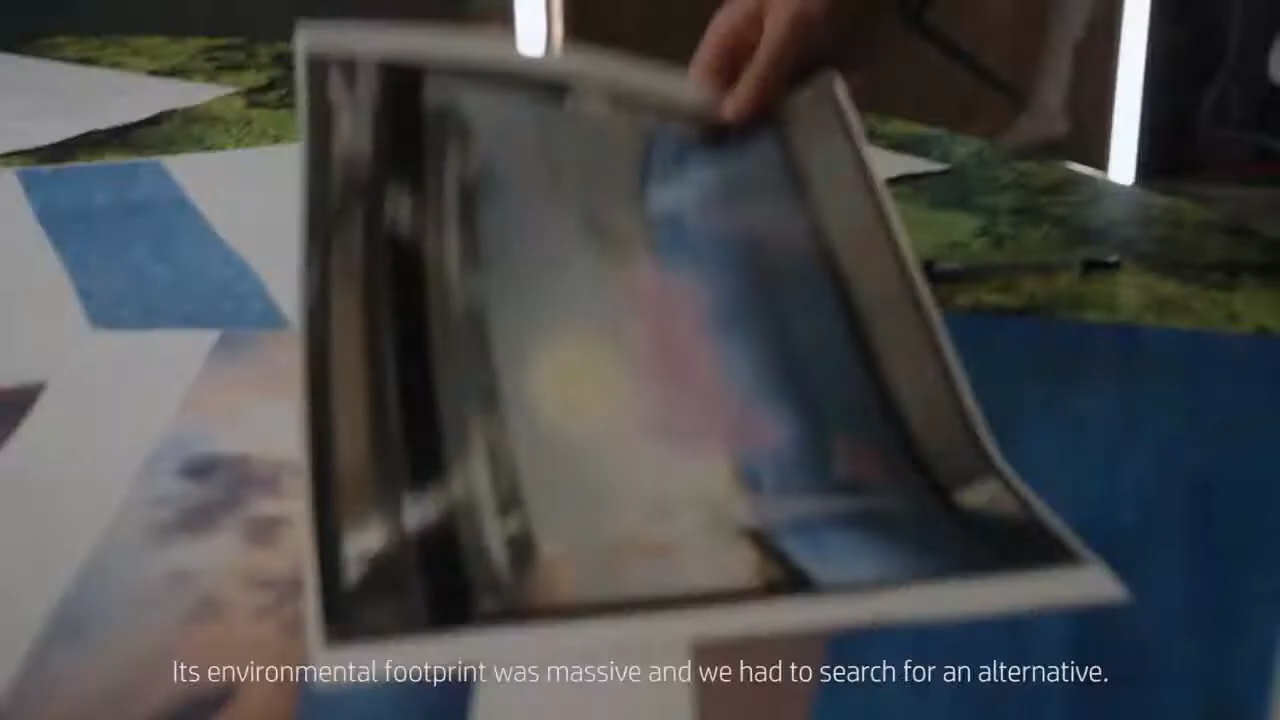 Its environmental footprint was massive and we had to search for an alternative.